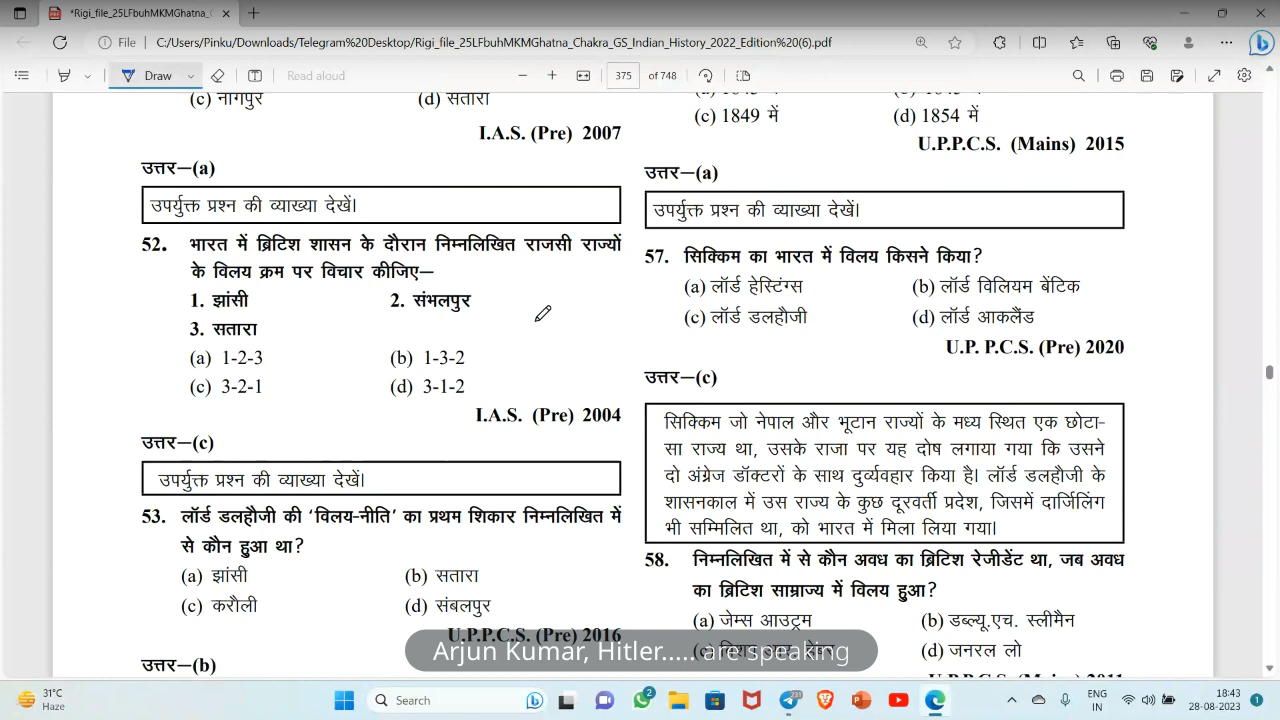 *Rigi_file_25LFbuhMKMGhatna_C
File
C:/Users/Pinku/Downloads/Telegram%20Desktop/Rigi_file_25LFbuhMKMGhatna_Chakra_GS_Indian_History_2022_Edition%20(6).pdf
Draw
Read aloud
375 of 748
(c) नागपुर (d) सतारा
I.A.S. (Pre) 2007
उत्तर–(a)
उपर्युक्त प्रश्न की व्याख्या देखें।
52. भारत में ब्रिटिश शासन के दौरान निम्नलिखित राजसी राज्यों
के विलय क्रम पर विचार कीजिए–
1. झांसी 2. संभलपुर
3. सतारा
(a) 1-2-3 (b) 1-3-2
(c) 3-2-1 (d) 3-1-2
I.A.S. (Pre) 2004
उत्तर–(c)
उपर्युक्त प्रश्न की व्याख्या देखें।
53. लॉर्ड डलहौजी की 'विलय-नीति' का प्रथम शिकार निम्नलिखित में
से कौन हुआ था?
(a) झांसी (b) सतारा
(c) करौली (d) संबलपुर
U.P.P.C.S. (Pre) 2016
उत्तर–(b)
(c) 1849 में (d) 1854 में
U.P.P.C.S. (Mains) 2015
उत्तर–(a)
उपर्युक्त प्रश्न की व्याख्या देखें।
57. सिक्किम का भारत में विलय किसने किया?
(a) लॉर्ड हेस्टिंग्स (b) लॉर्ड विलियम बेंटिक
(c) लॉर्ड डलहौजी (d) लॉर्ड आकलैंड
U.P. P.C.S. (Pre) 2020
उत्तर–(c)
सिक्किम जो नेपाल और भूटान राज्यों के मध्य स्थित एक छोटा-
सा राज्य था, उसके राजा पर यह दोष लगाया गया कि उसने
दो अंग्रेज डॉक्टरों के साथ दुर्व्यवहार किया है। लॉर्ड डलहौजी के
शासनकाल में उस राज्य के कुछ दूरवर्ती प्रदेश, जिसमें दार्जिलिंग
भी सम्मिलित था, को भारत में मिला लिया गया।
58. निम्नलिखित में से कौन अवध का ब्रिटिश रेजीडेंट था, जब अवध
का ब्रिटिश साम्राज्य में विलय हुआ?
(a) जेम्स आउट्रम (b) डब्ल्यू.एच. स्लीमैन
(d) जनरल लो
Arjun Kumar, Hitler..... are speaking
31°C
Haze
Search
2
231
ENG
IN
18:43
28-08-2023
1